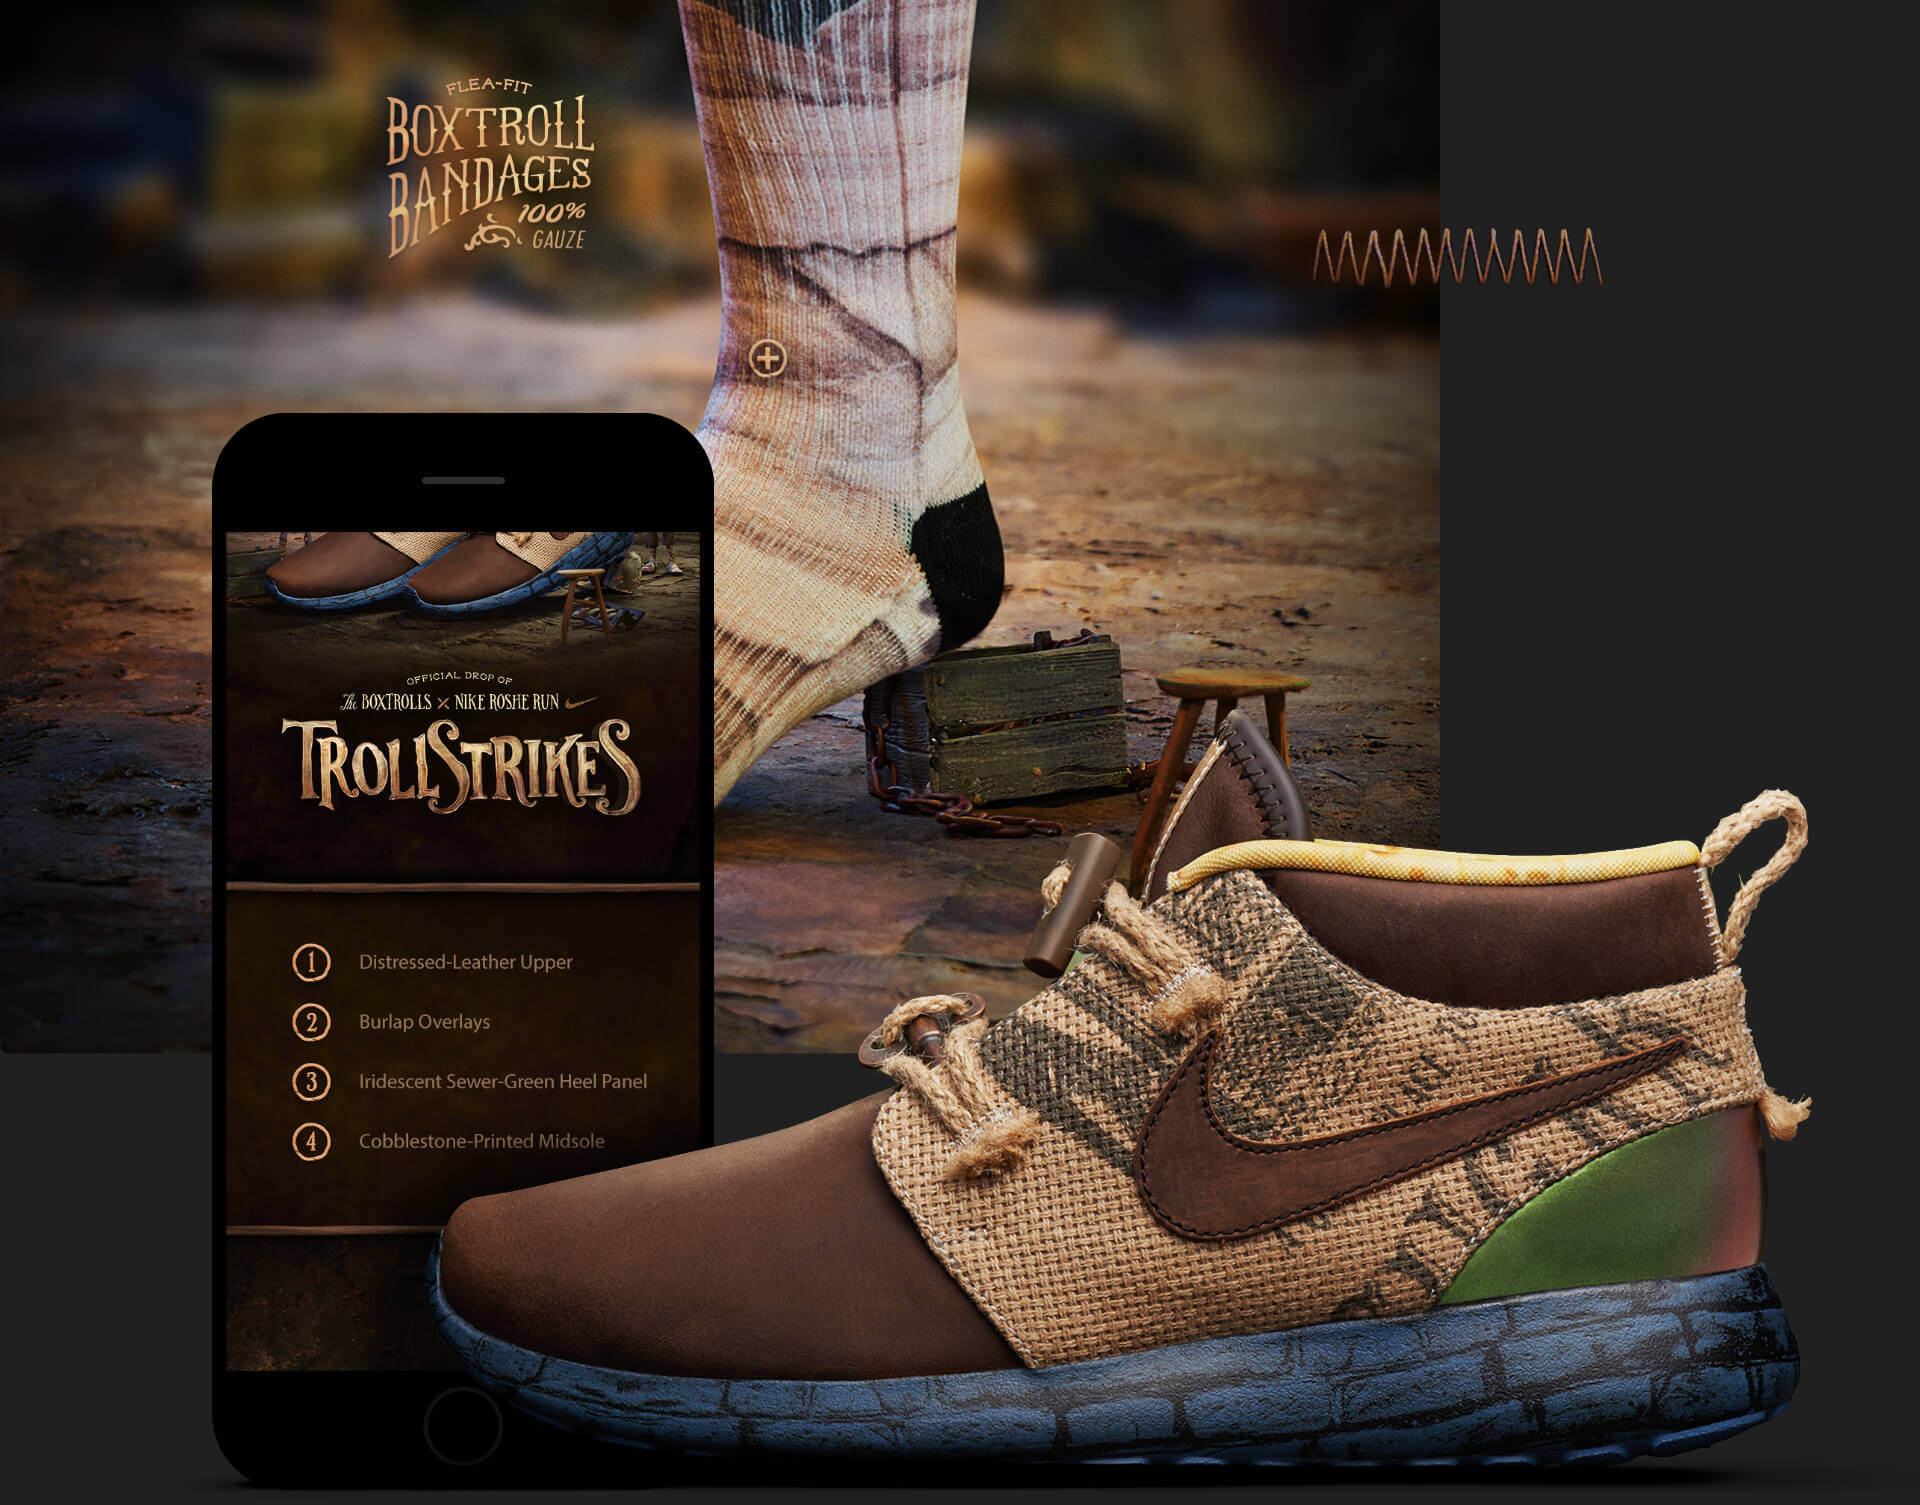 FLEA-FIT
BOXTROLL
BANDAGES
100%
GAUZE
OFFICIAL DROP OF
The BOXTROLLS X NIKE ROSHE RUN
TROLLSTRIKES
1 Distressed-Leather Upper
2 Burlap Overlays
3 Iridescent Sewer-Green Heel Panel
4 Cobblestone-Printed Midsole